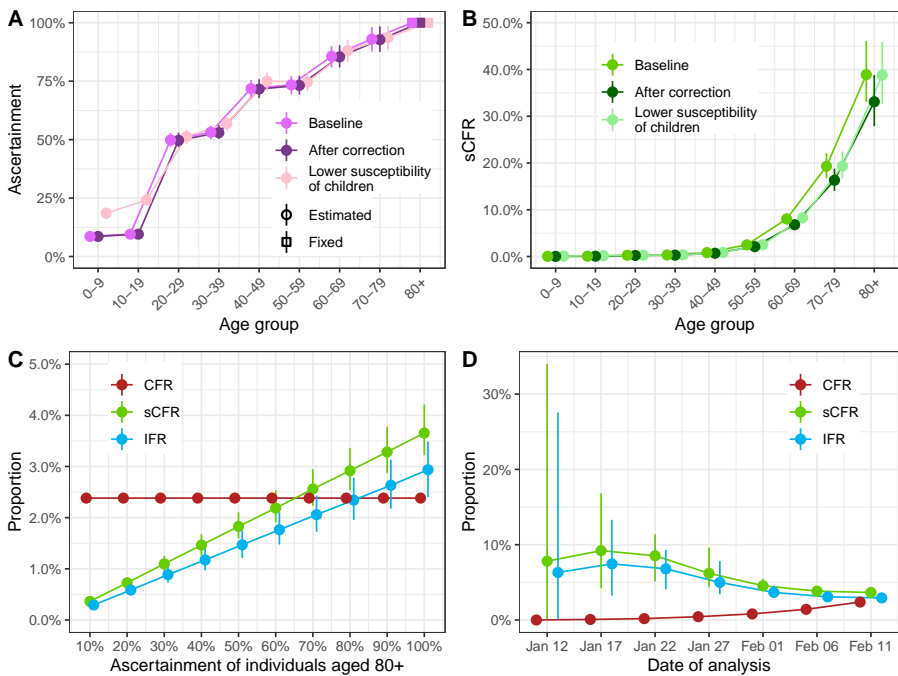 A
Ascertainment
100%
75%
50%
25%
0%
Baseline
After correction
Lower susceptibility
of children
Estimated
Fixed
0−9
10−19
20−29
30−39
40−49
50−59
60−69
70−79
80+
Age group
B
sCFR
50.0%
40.0%
30.0%
20.0%
10.0%
0.0%
Baseline
After correction
Lower susceptibility
of children
0−9
10−19
20−29
30−39
40−49
50−59
60−69
70−79
80+
Age group
C
Proportion
5.0%
4.0%
3.0%
2.0%
1.0%
0.0%
CFR
sCFR
IFR
10% 20% 30% 40% 50% 60% 70% 80% 90% 100%
Ascertainment of individuals aged 80+
D
Proportion
30%
20%
10%
0%
CFR
sCFR
IFR
Jan 12 Jan 17 Jan 22 Jan 27 Feb 01 Feb 06 Feb 11
Date of analysis